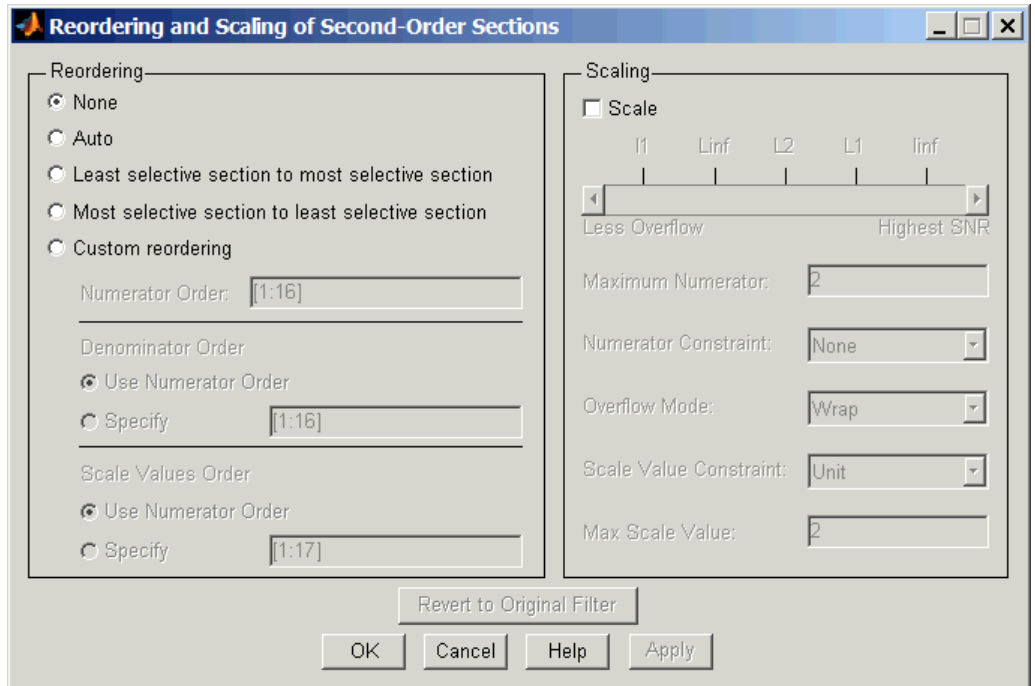 Reordering and Scaling of Second-Order Sections
Reordering
None
Auto
Least selective section to most selective section
Most selective section to least selective section
Custom reordering
Numerator Order: [1:16]
Denominator Order
Use Numerator Order
Specify [1:16]
Scale Values Order
Use Numerator Order
Specify [1:17]
Scaling
Scale
l1 Linf L2 L1 linf
Less Overflow Highest SNR
Maximum Numerator: 2
Numerator Constraint: None
Overflow Mode: Wrap
Scale Value Constraint: Unit
Max Scale Value: 2
Revert to Original Filter
OK Cancel Help Apply